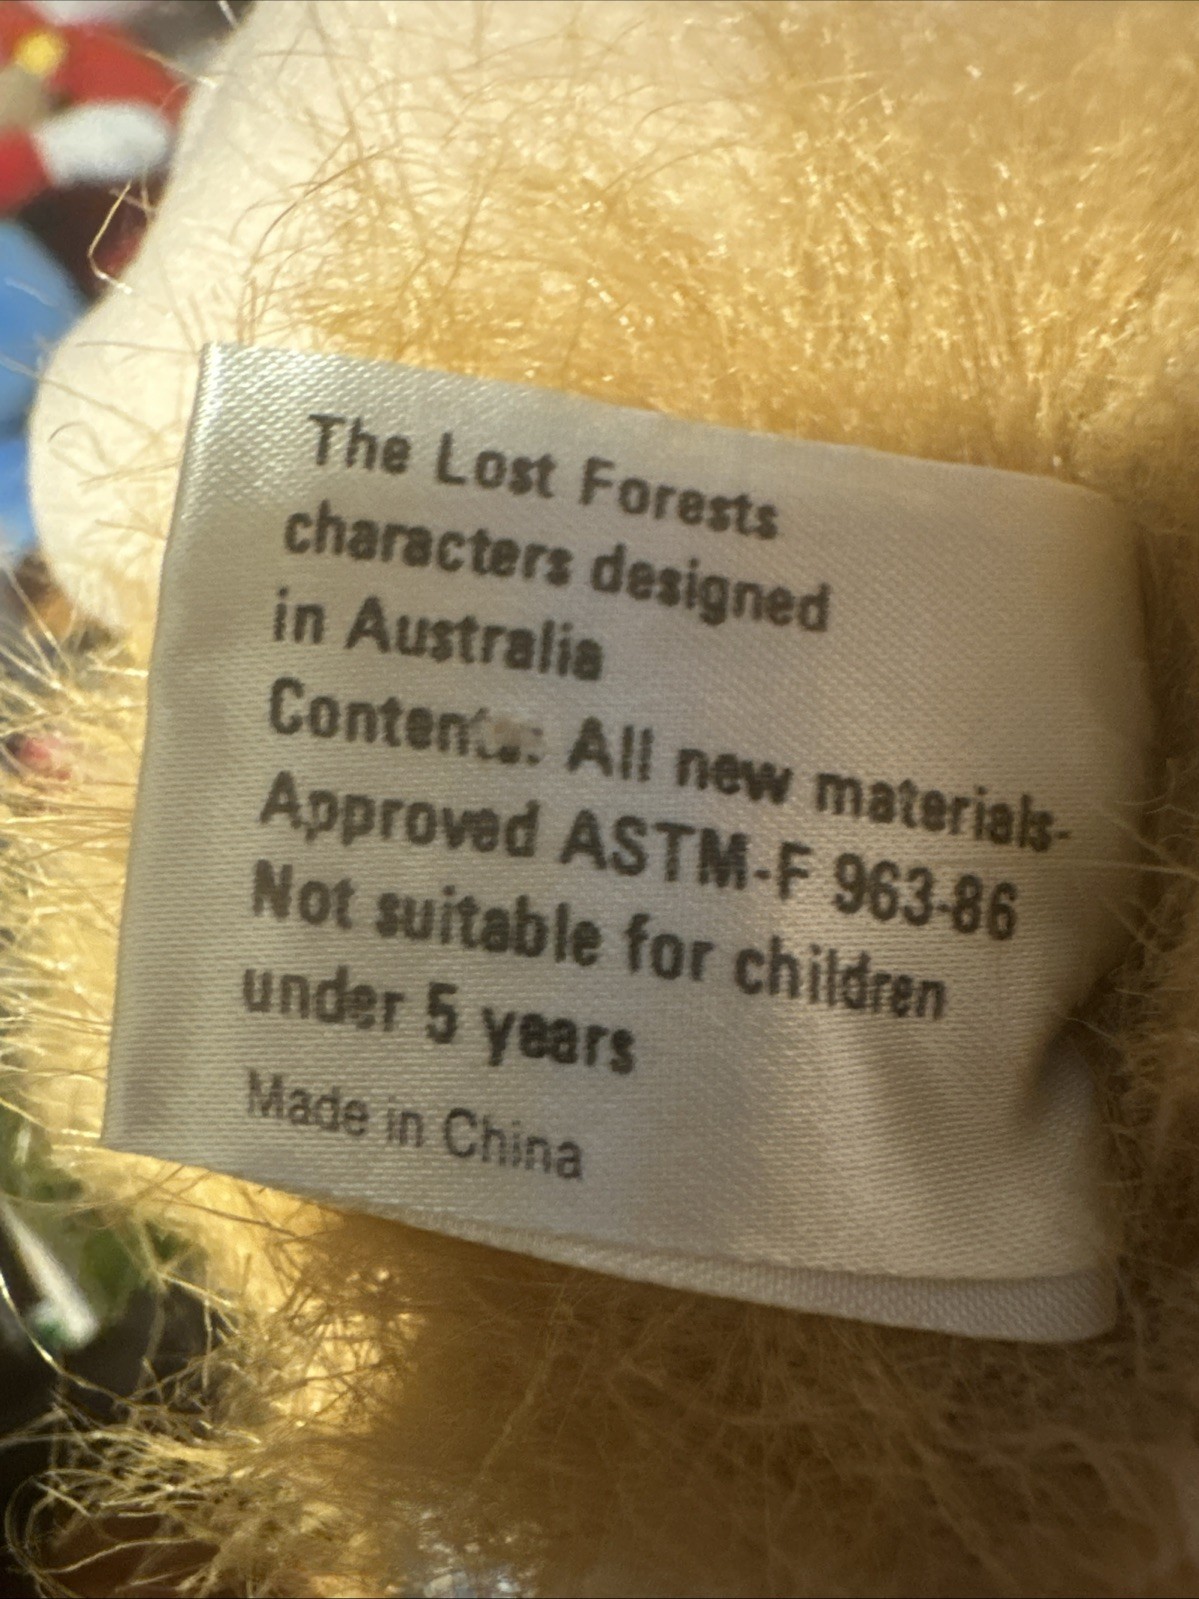 The Lost Forests
characters designed
in Australia
Contents: All new materials-
Approved ASTM-F 963-86
Not suitable for children
under 5 years
Made in China